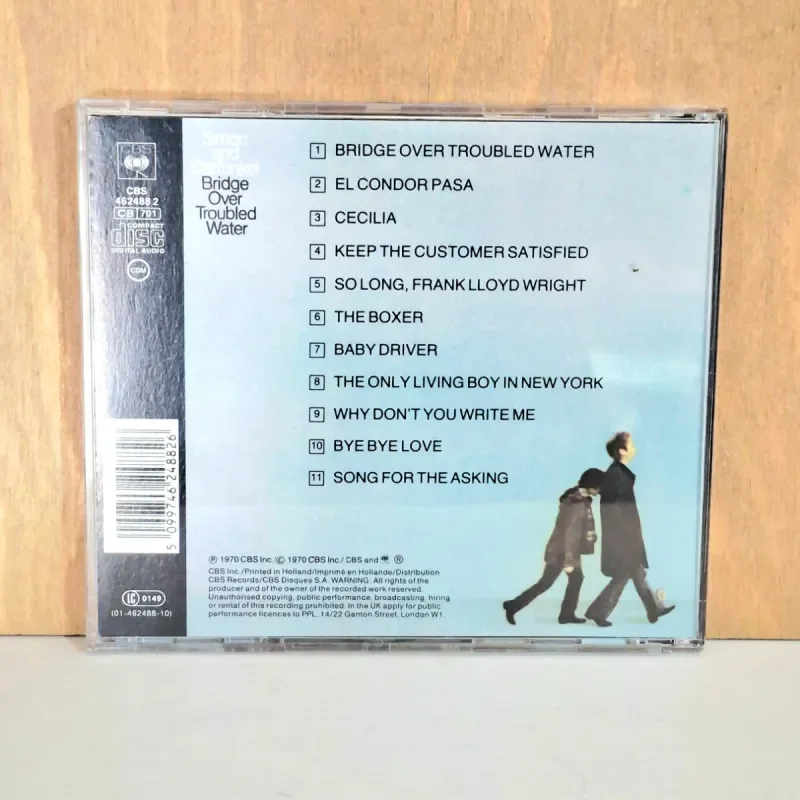 CBS
CBS
462488 2
CB 701
COMPACT
disc
DIGITAL AUDIO
CDM
Simon
and
Garfunkel
Bridge
Over
Troubled
Water
1 BRIDGE OVER TROUBLED WATER
2 EL CONDOR PASA
3 CECILIA
4 KEEP THE CUSTOMER SATISFIED
5 SO LONG, FRANK LLOYD WRIGHT
6 THE BOXER
7 BABY DRIVER
8 THE ONLY LIVING BOY IN NEW YORK
9 WHY DON'T YOU WRITE ME
10 BYE BYE LOVE
11 SONG FOR THE ASKING
5 099746 248826
LC 0149
(01-462488-10)
℗ 1970 CBS Inc./© 1970 CBS Inc./ CBS and ®
CBS Inc./Printed in Holland/Imprimé en Hollande/Distribution
CBS Records/CBS Disques S.A. WARNING. All rights of the
producer and of the owner of the recorded work reserved.
Unauthorised copying, public performance, broadcasting, hiring
or rental of this recording prohibited. In the UK apply for public
performance licences to PPL, 14/22 Ganton Street, London W1.